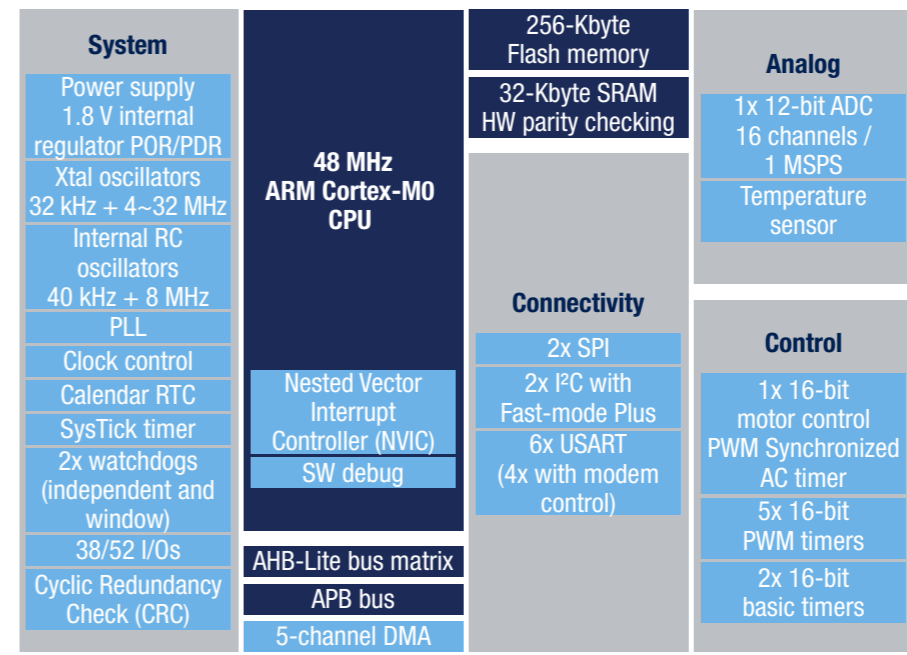 System
Power supply
1.8 V internal
regulator POR/PDR
Xtal oscillators
32 kHz + 4~32 MHz
Internal RC
oscillators
40 kHz + 8 MHz
PLL
Clock control
Calendar RTC
SysTick timer
2x watchdogs
(independent and
window)
38/52 I/Os
Cyclic Redundancy
Check (CRC)
48 MHz
ARM Cortex-M0
CPU
Nested Vector
Interrupt
Controller (NVIC)
SW debug
AHB-Lite bus matrix
APB bus
5-channel DMA
256-Kbyte
Flash memory
32-Kbyte SRAM
HW parity checking
Connectivity
2x SPI
2x I²C with
Fast-mode Plus
6x USART
(4x with modem
control)
Analog
1x 12-bit ADC
16 channels /
1 MSPS
Temperature
sensor
Control
1x 16-bit
motor control
PWM Synchronized
AC timer
5x 16-bit
PWM timers
2x 16-bit
basic timers